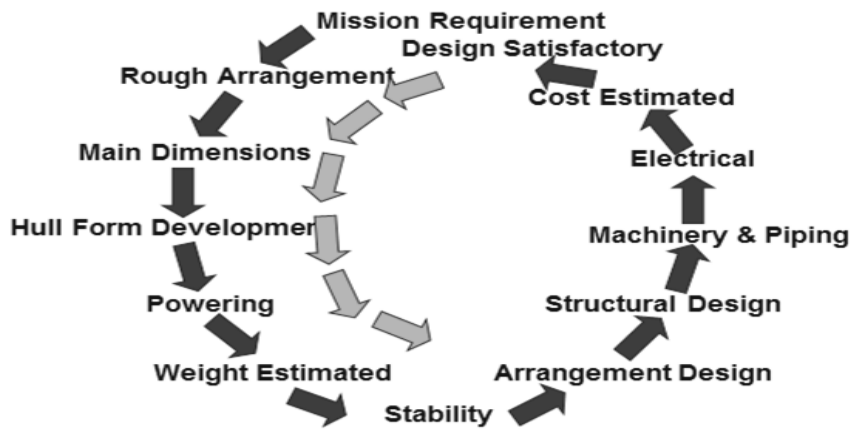 Mission Requirement
Design Satisfactory
Rough Arrangement
Cost Estimated
Main Dimensions
Electrical
Hull Form Developmen
Machinery & Piping
Powering
Structural Design
Weight Estimated
Arrangement Design
Stability